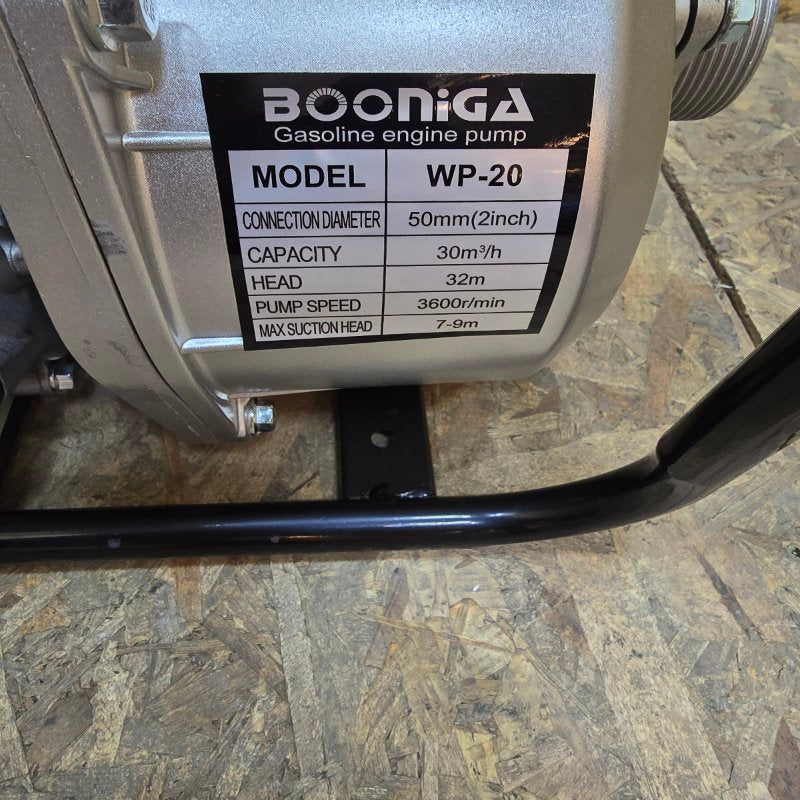 BOONiGA
Gasoline engine pump
MODEL WP-20
CONNECTION DIAMETER 50mm(2inch)
CAPACITY 30m³/h
HEAD 32m
PUMP SPEED 3600r/min
MAX SUCTION HEAD 7-9m